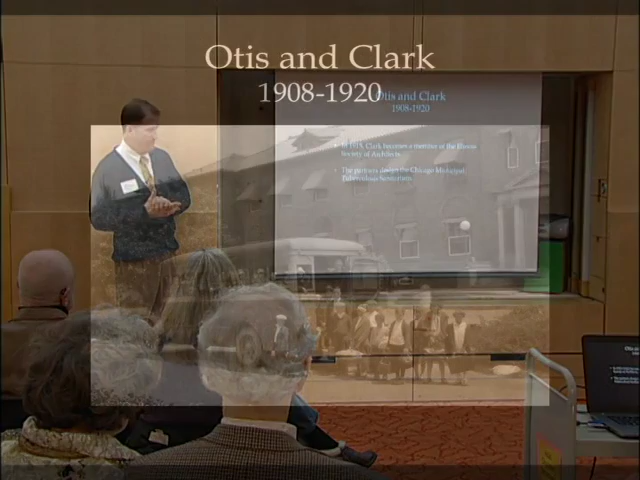 Otis and Clark
1908-1920
Otis and Clark
1908-1920
In 1915, Clark becomes a member of the Illinois
Society of Architects.
The partners design the Chicago Municipal
Tuberculosis Sanitarium.